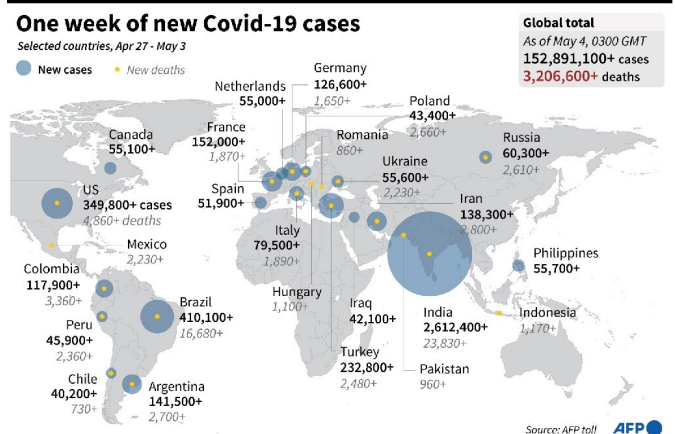 One week of new Covid-19 cases
Selected countries, Apr 27 - May 3
New cases
New deaths
Global total
As of May 4, 0300 GMT
152,891,100+ cases
3,206,600+ deaths
Germany
126,600+
1,650+
Netherlands
55,000+
Poland
43,400+
2,660+
Canada
55,100+
France
152,000+
1,870+
Romania
860+
Russia
60,300+
2,610+
Ukraine
55,600+
2,230+
US
349,800+ cases
4,860+ deaths
Spain
51,900+
Iran
138,300+
2,800+
Italy
79,500+
1,890+
Mexico
2,230+
Philippines
55,700+
Colombia
117,900+
3,360+
Hungary
1,100+
Brazil
410,100+
16,680+
Iraq
42,100+
India
2,612,400+
23,830+
Indonesia
1,170+
Peru
45,900+
2,360+
Turkey
232,800+
2,480+
Pakistan
960+
Chile
40,200+
730+
Argentina
141,500+
2,700+
Source: AFP toll
AFP